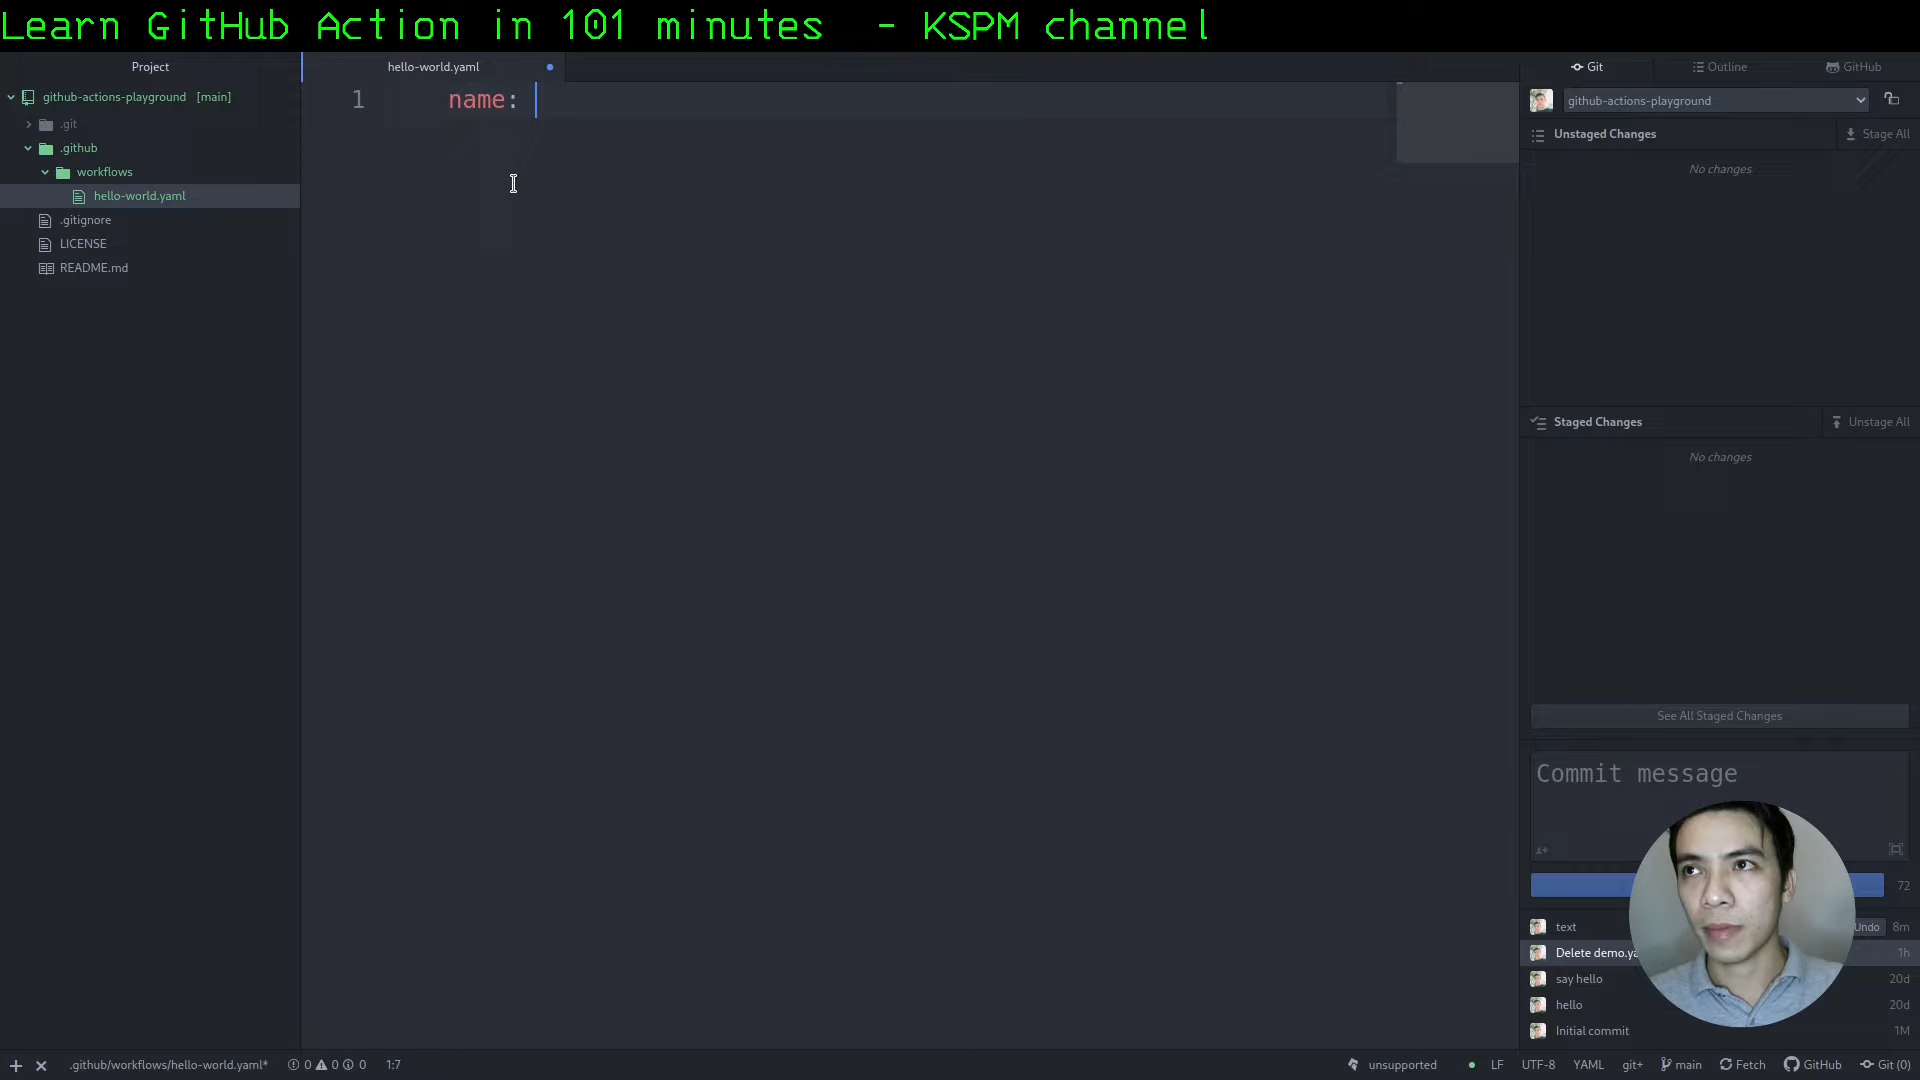 Learn GitHub Action in 101 minutes - KSPM channel
Project
hello-world.yaml
Git
Outline
GitHub
github-actions-playground [main]
.git
.github
workflows
hello-world.yaml
.gitignore
LICENSE
README.md
1 name:
github-actions-playground
Unstaged Changes
Stage All
No changes
Staged Changes
Unstage All
No changes
See All Staged Changes
Commit message
72
text
Undo
8m
Delete demo.ya
1h
say hello
20d
hello
20d
Initial commit
1M
.github/workflows/hello-world.yaml*
0
0
0
1:7
unsupported
LF
UTF-8
YAML
git+
main
Fetch
GitHub
Git (0)